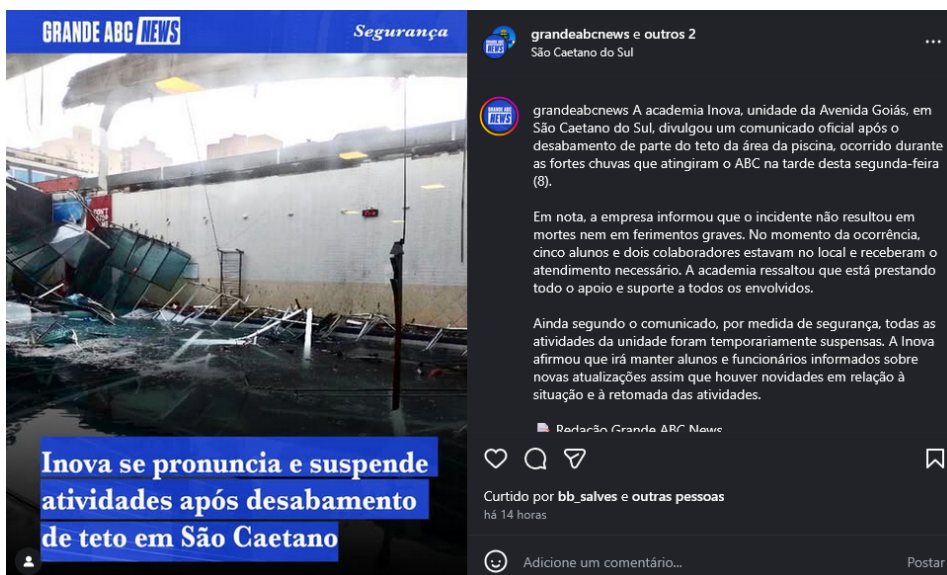 GRANDE ABC NEWS
Segurança
DON'T
Inova se pronuncia e suspende
atividades após desabamento
de teto em São Caetano
grandeabcnews e outros 2
São Caetano do Sul
grandeabcnews A academia Inova, unidade da Avenida Goiás, em
São Caetano do Sul, divulgou um comunicado oficial após o
desabamento de parte do teto da área da piscina, ocorrido durante
as fortes chuvas que atingiram o ABC na tarde desta segunda-feira
(8).
Em nota, a empresa informou que o incidente não resultou em
mortes nem em ferimentos graves. No momento da ocorrência,
cinco alunos e dois colaboradores estavam no local e receberam o
atendimento necessário. A academia ressaltou que está prestando
todo o apoio e suporte a todos os envolvidos.
Ainda segundo o comunicado, por medida de segurança, todas as
atividades da unidade foram temporariamente suspensas. A Inova
afirmou que irá manter alunos e funcionários informados sobre
novas atualizações assim que houver novidades em relação à
situação e à retomada das atividades.
Redação Grande ABC News
Curtido por bb_salves e outras pessoas
há 14 horas
Adicione um comentário...
Postar